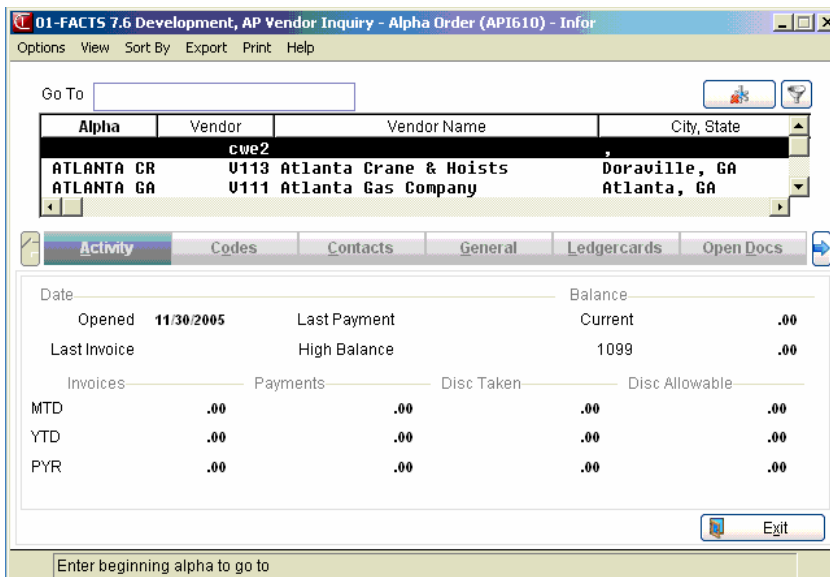 01-FACTS 7.6 Development, AP Vendor Inquiry - Alpha Order (API610) - Infor
Options View Sort By Export Print Help
Go To
Alpha Vendor Vendor Name City, State
cwe2 ,
ATLANTA CR V113 Atlanta Crane & Hoists Doraville, GA
ATLANTA GA V111 Atlanta Gas Company Atlanta, GA
Activity Codes Contacts General Ledgercards Open Docs
Date Balance
Opened 11/30/2005 Last Payment Current .00
Last Invoice High Balance 1099 .00
Invoices Payments Disc Taken Disc Allowable
MTD .00 .00 .00 .00
YTD .00 .00 .00 .00
PYR .00 .00 .00 .00
Exit
Enter beginning alpha to go to